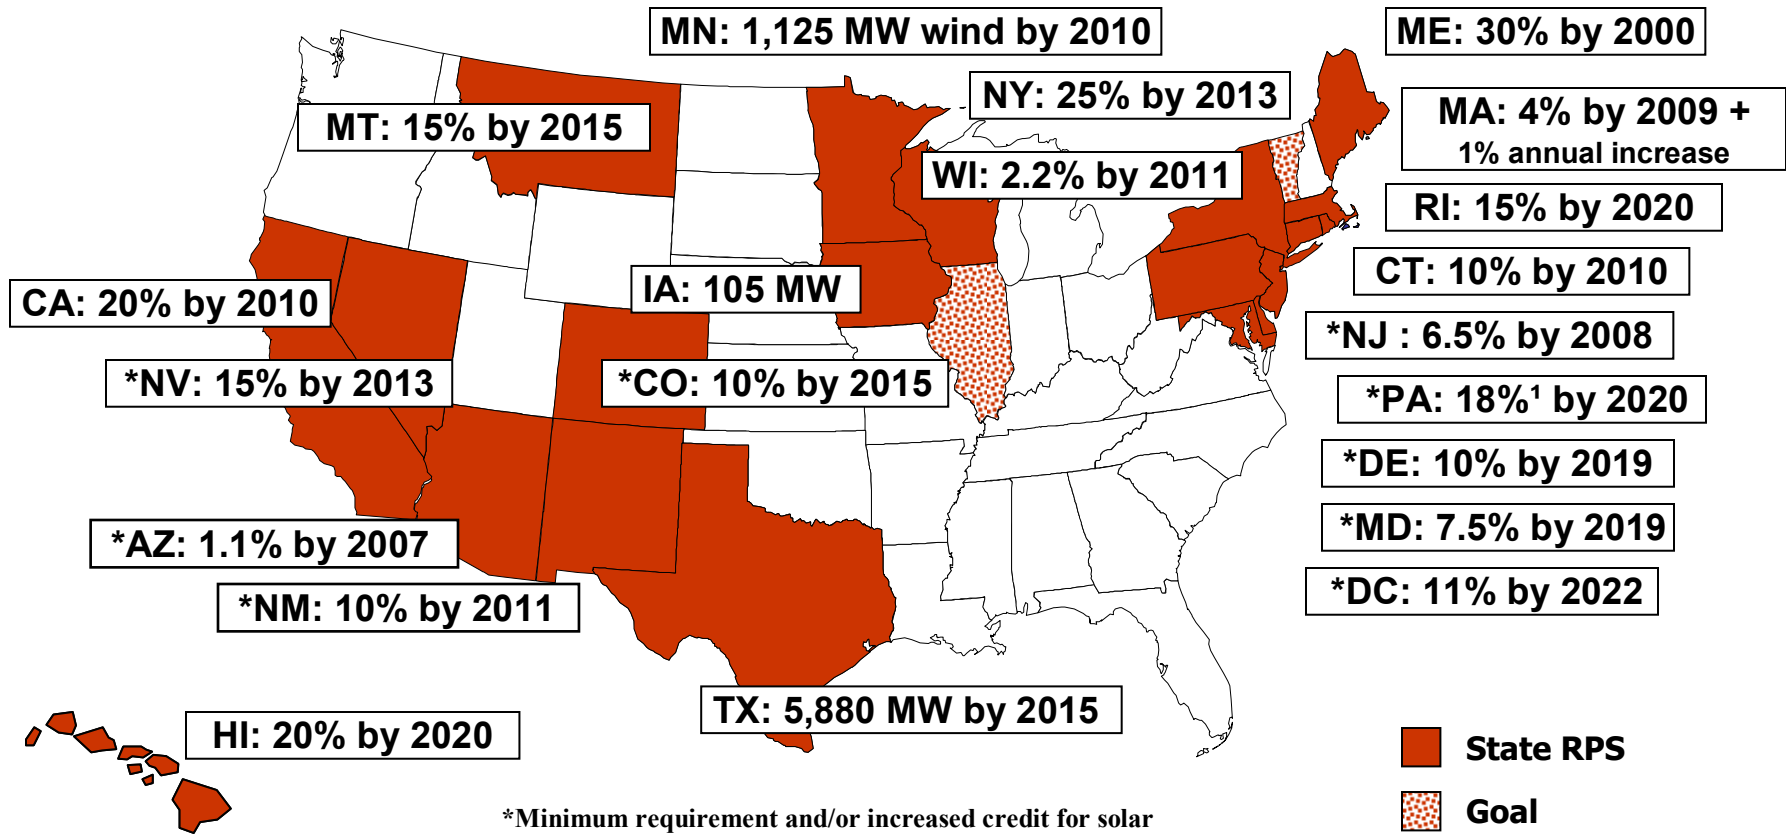 MN: 1,125 MW wind by 2010
ME: 30% by 2000
NY: 25% by 2013
MA: 4% by 2009 +
1% annual increase
MT: 15% by 2015
WI: 2.2% by 2011
RI: 15% by 2020
CT: 10% by 2010
IA: 105 MW
CA: 20% by 2010
*NJ : 6.5% by 2008
*NV: 15% by 2013
*CO: 10% by 2015
*PA: 18%¹ by 2020
*DE: 10% by 2019
*AZ: 1.1% by 2007
*MD: 7.5% by 2019
*NM: 10% by 2011
*DC: 11% by 2022
TX: 5,880 MW by 2015
HI: 20% by 2020
State RPS
Goal
*Minimum requirement and/or increased credit for solar